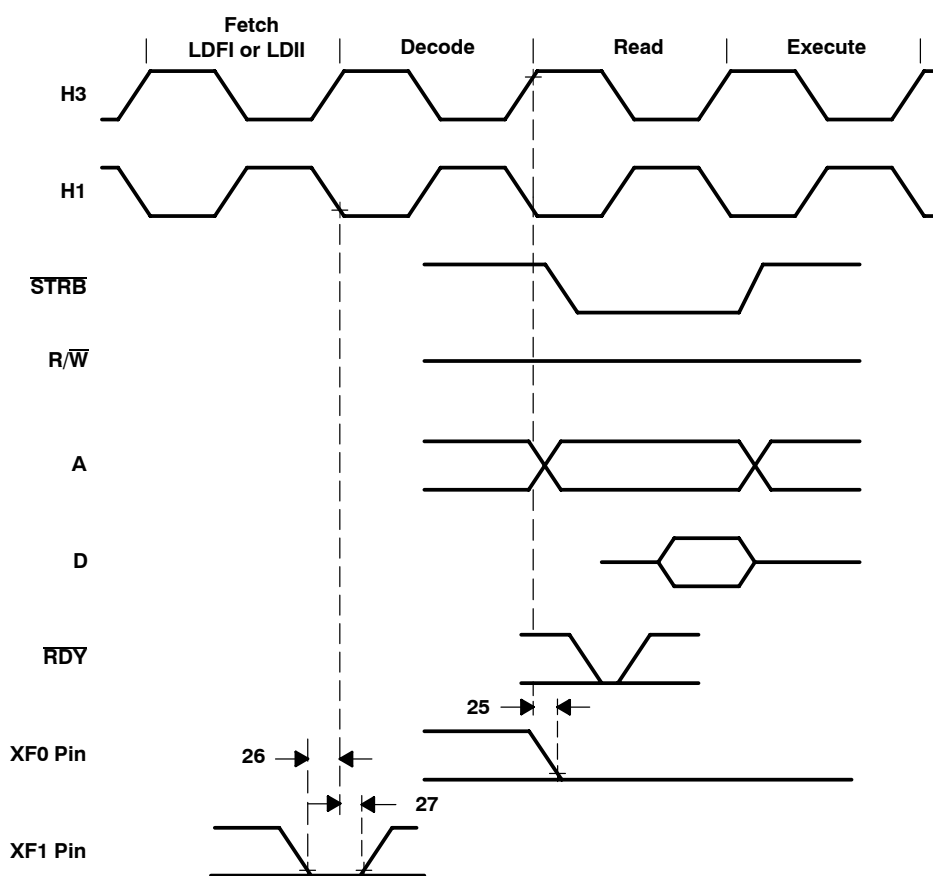 Fetch
LDFI or LDII
Decode
Read
Execute
H3
H1
STRB
R/W
A
D
RDY
25
XF0 Pin
26
27
XF1 Pin